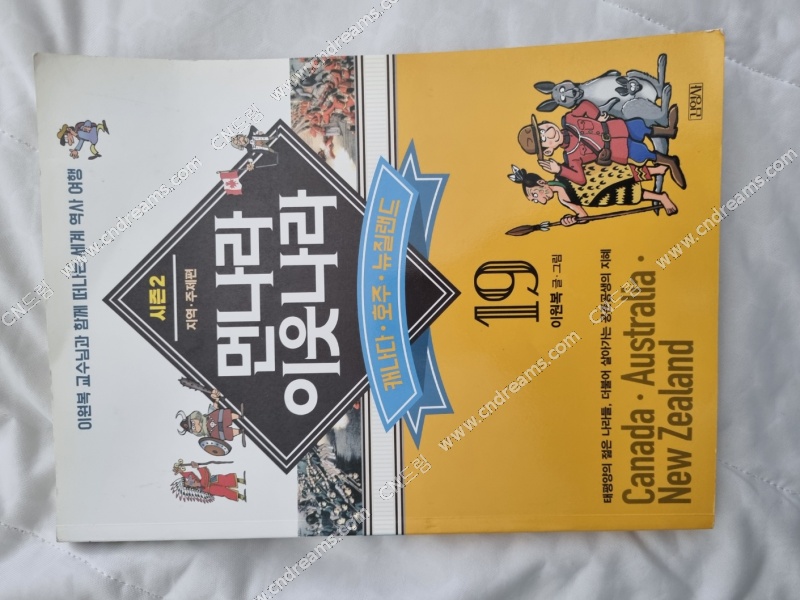 이원복 교수님과 함께 떠나는 세계 역사 여행
시즌2
지역·주제편
먼나라
이웃나라
캐나다·호주·뉴질랜드
19
이원복 글·그림
태평양의 젊은 나라들, 더불어 살아가는 공존공생의 지혜
Canada · Australia ·
New Zealand
김영사
CN드림 www.cndreams.com